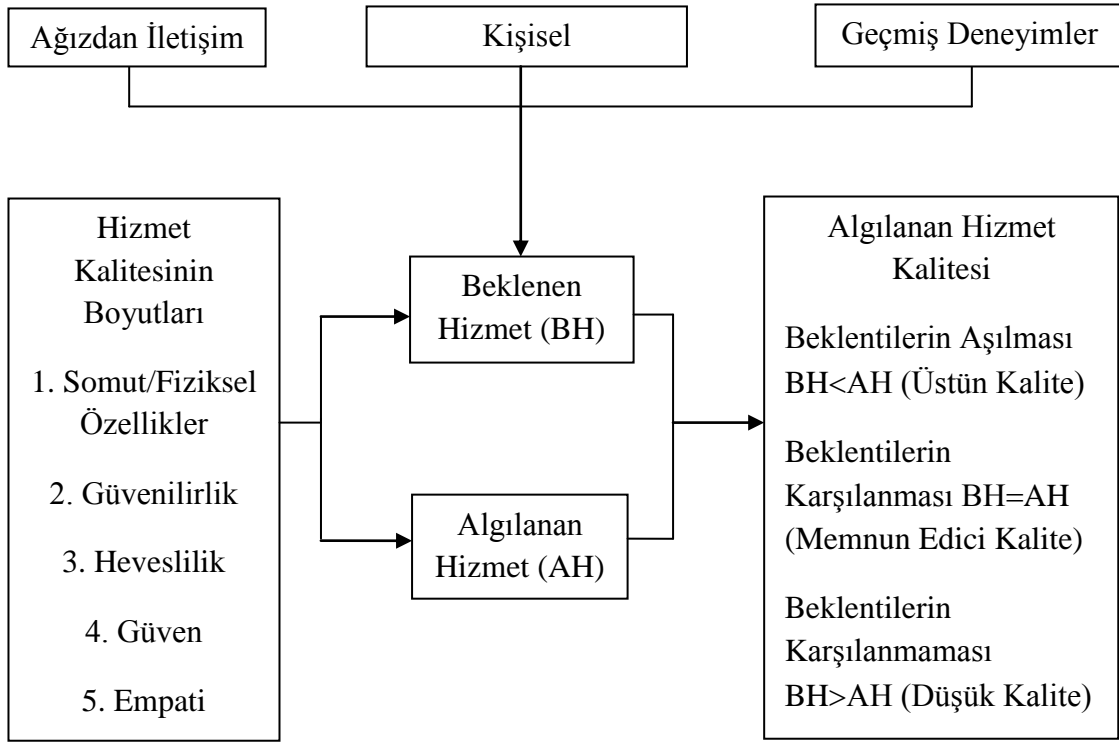 Ağızdan İletişim
Kişisel
Geçmiş Deneyimler
Hizmet
Kalitesinin
Boyutları
1. Somut/Fiziksel
Özellikler
2. Güvenilirlik
3. Heveslilik
4. Güven
5. Empati
Beklenen
Hizmet (BH)
Algılanan
Hizmet (AH)
Algılanan Hizmet
Kalitesi
Beklentilerin Aşılması
BH<AH (Üstün Kalite)
Beklentilerin
Karşılanması BH=AH
(Memnun Edici Kalite)
Beklentilerin
Karşılanmaması
BH>AH (Düşük Kalite)